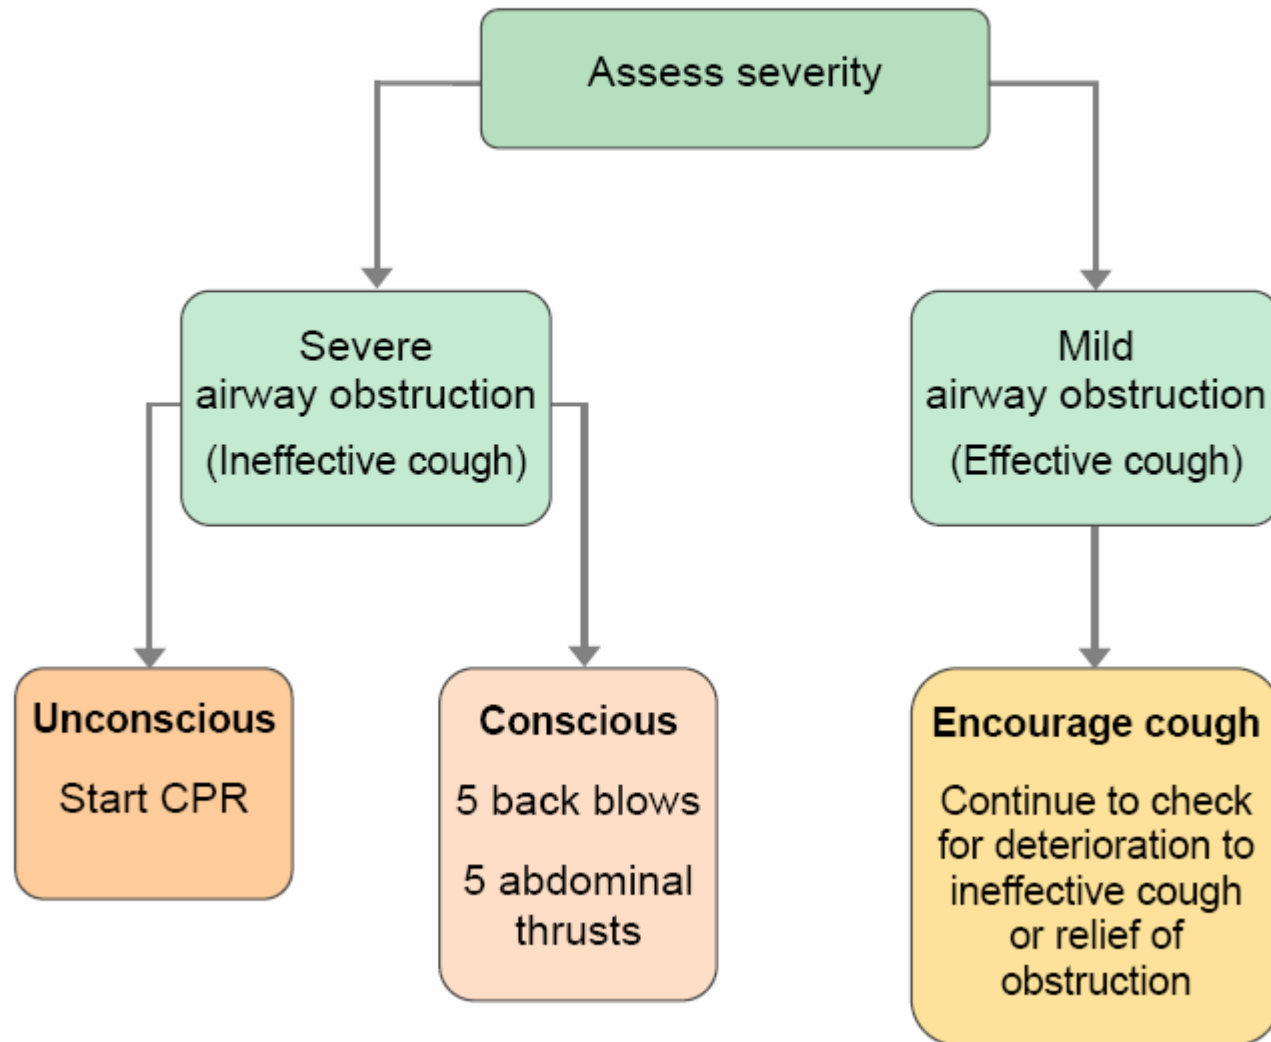 Assess severity
Severe
airway obstruction
(Ineffective cough)
Mild
airway obstruction
(Effective cough)
Unconscious
Start CPR
Conscious
5 back blows
5 abdominal
thrusts
Encourage cough
Continue to check
for deterioration to
ineffective cough
or relief of
obstruction